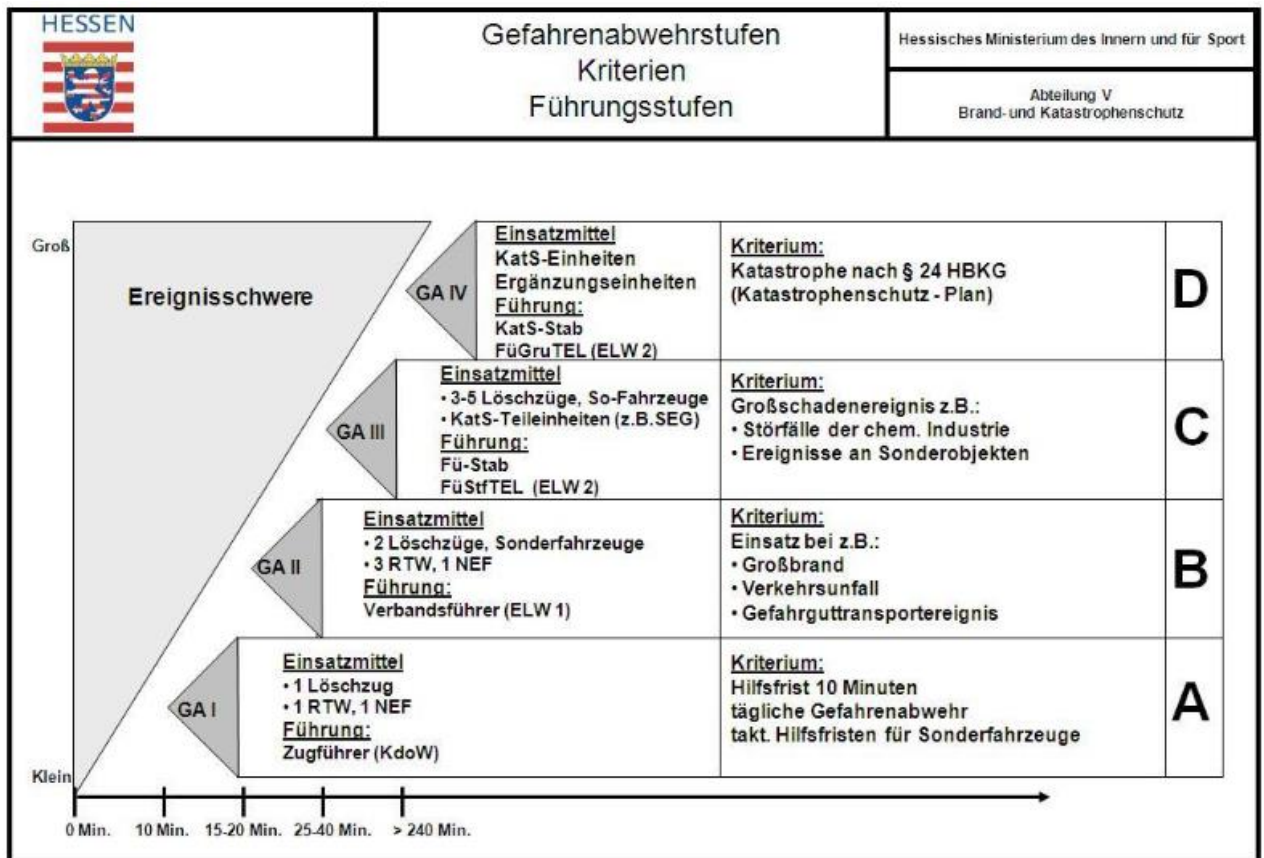 HESSEN
Gefahrenabwehrstufen
Kriterien
Führungsstufen
Hessisches Ministerium des Innern und für Sport
Abteilung V
Brand- und Katastrophenschutz
Groß
Ereignisschwere
GA IV
Einsatzmittel
KatS-Einheiten
Ergänzungseinheiten
Führung:
KatS-Stab
FüGruTEL (ELW 2)
Kriterium:
Katastrophe nach § 24 HBKG
(Katastrophenschutz - Plan)
D
GA III
Einsatzmittel
• 3-5 Löschzüge, So-Fahrzeuge
• KatS-Teileinheiten (z.B.SEG)
Führung:
Fü-Stab
FüStfTEL (ELW 2)
Kriterium:
Großschadenereignis z.B.:
• Störfälle der chem. Industrie
• Ereignisse an Sonderobjekten
C
GA II
Einsatzmittel
• 2 Löschzüge, Sonderfahrzeuge
• 3 RTW, 1 NEF
Führung:
Verbandsführer (ELW 1)
Kriterium:
Einsatz bei z.B.:
• Großbrand
• Verkehrsunfall
• Gefahrguttransportereignis
B
GA I
Einsatzmittel
• 1 Löschzug
• 1 RTW, 1 NEF
Führung:
Zugführer (KdoW)
Kriterium:
Hilfsfrist 10 Minuten
tägliche Gefahrenabwehr
takt. Hilfsfristen für Sonderfahrzeuge
A
Klein
0 Min. 10 Min. 15-20 Min. 25-40 Min. > 240 Min.